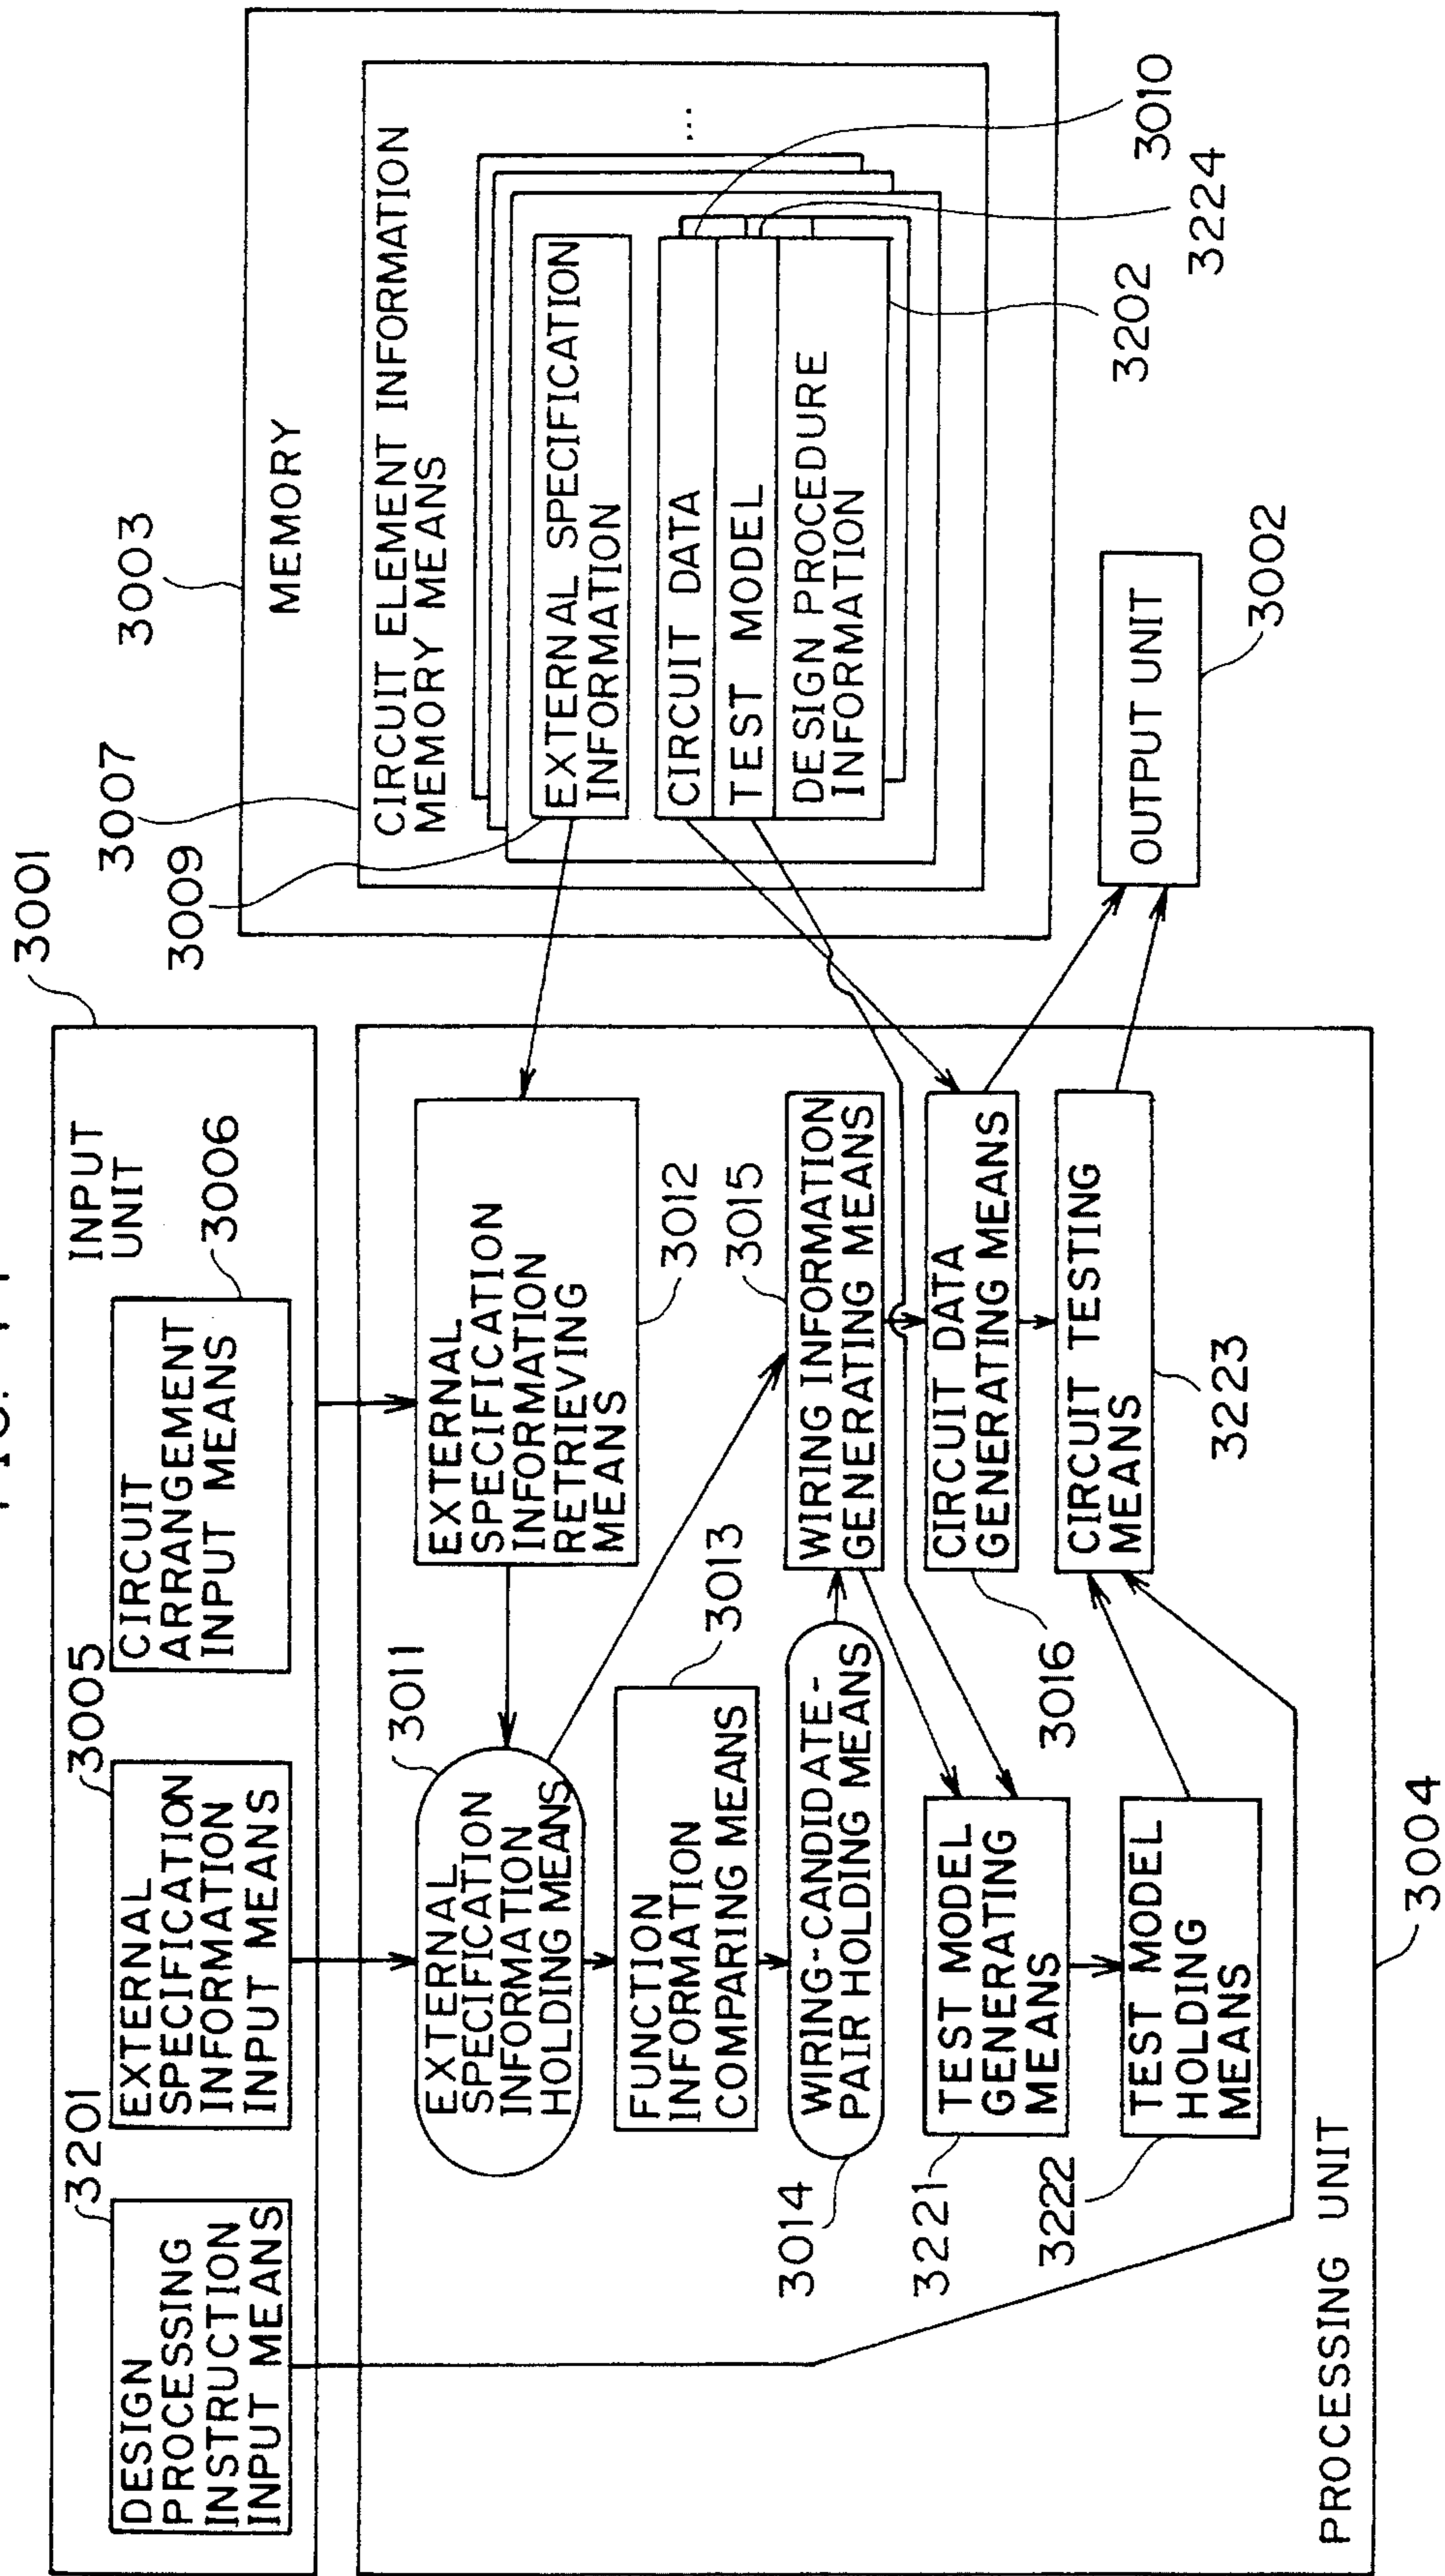 3001
INPUT
UNIT
3201
DESIGN
PROCESSING
INSTRUCTION
INPUT MEANS
3005
EXTERNAL
SPECIFICATION
INFORMATION
INPUT MEANS
3006
CIRCUIT
ARRANGEMENT
INPUT MEANS
3003
MEMORY
3007
CIRCUIT ELEMENT INFORMATION
MEMORY MEANS
3009
EXTERNAL SPECIFICATION
INFORMATION
...
CIRCUIT DATA
TEST MODEL
DESIGN PROCEDURE
INFORMATION
3010
3224
3202
3011
EXTERNAL
SPECIFICATION
INFORMATION
HOLDING MEANS
EXTERNAL
SPECIFICATION
INFORMATION
RETRIEVING
MEANS
3012
3013
FUNCTION
INFORMATION
COMPARING MEANS
3014
WIRING-CANDIDATE-
PAIR HOLDING MEANS
3015
WIRING INFORMATION
GENERATING MEANS
3221
TEST MODEL
GENERATING
MEANS
3016
CIRCUIT DATA
GENERATING MEANS
3222
TEST MODEL
HOLDING
MEANS
CIRCUIT TESTING
MEANS
3223
OUTPUT UNIT
3002
PROCESSING UNIT
3004